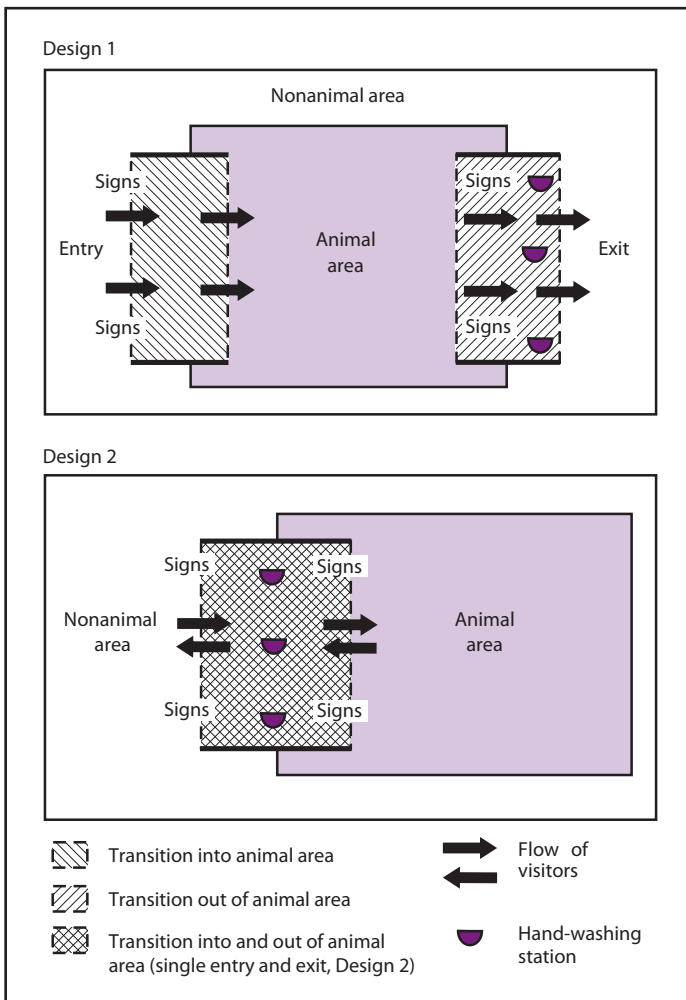 Design 1
Nonanimal area
Signs
Signs
Entry
Animal
area
Exit
Signs
Signs
Design 2
Signs
Signs
Nonanimal
area
Animal
area
Signs
Signs
Transition into animal area
Transition out of animal area
Transition into and out of animal
area (single entry and exit, Design 2)
Flow of
visitors
Hand-washing
station